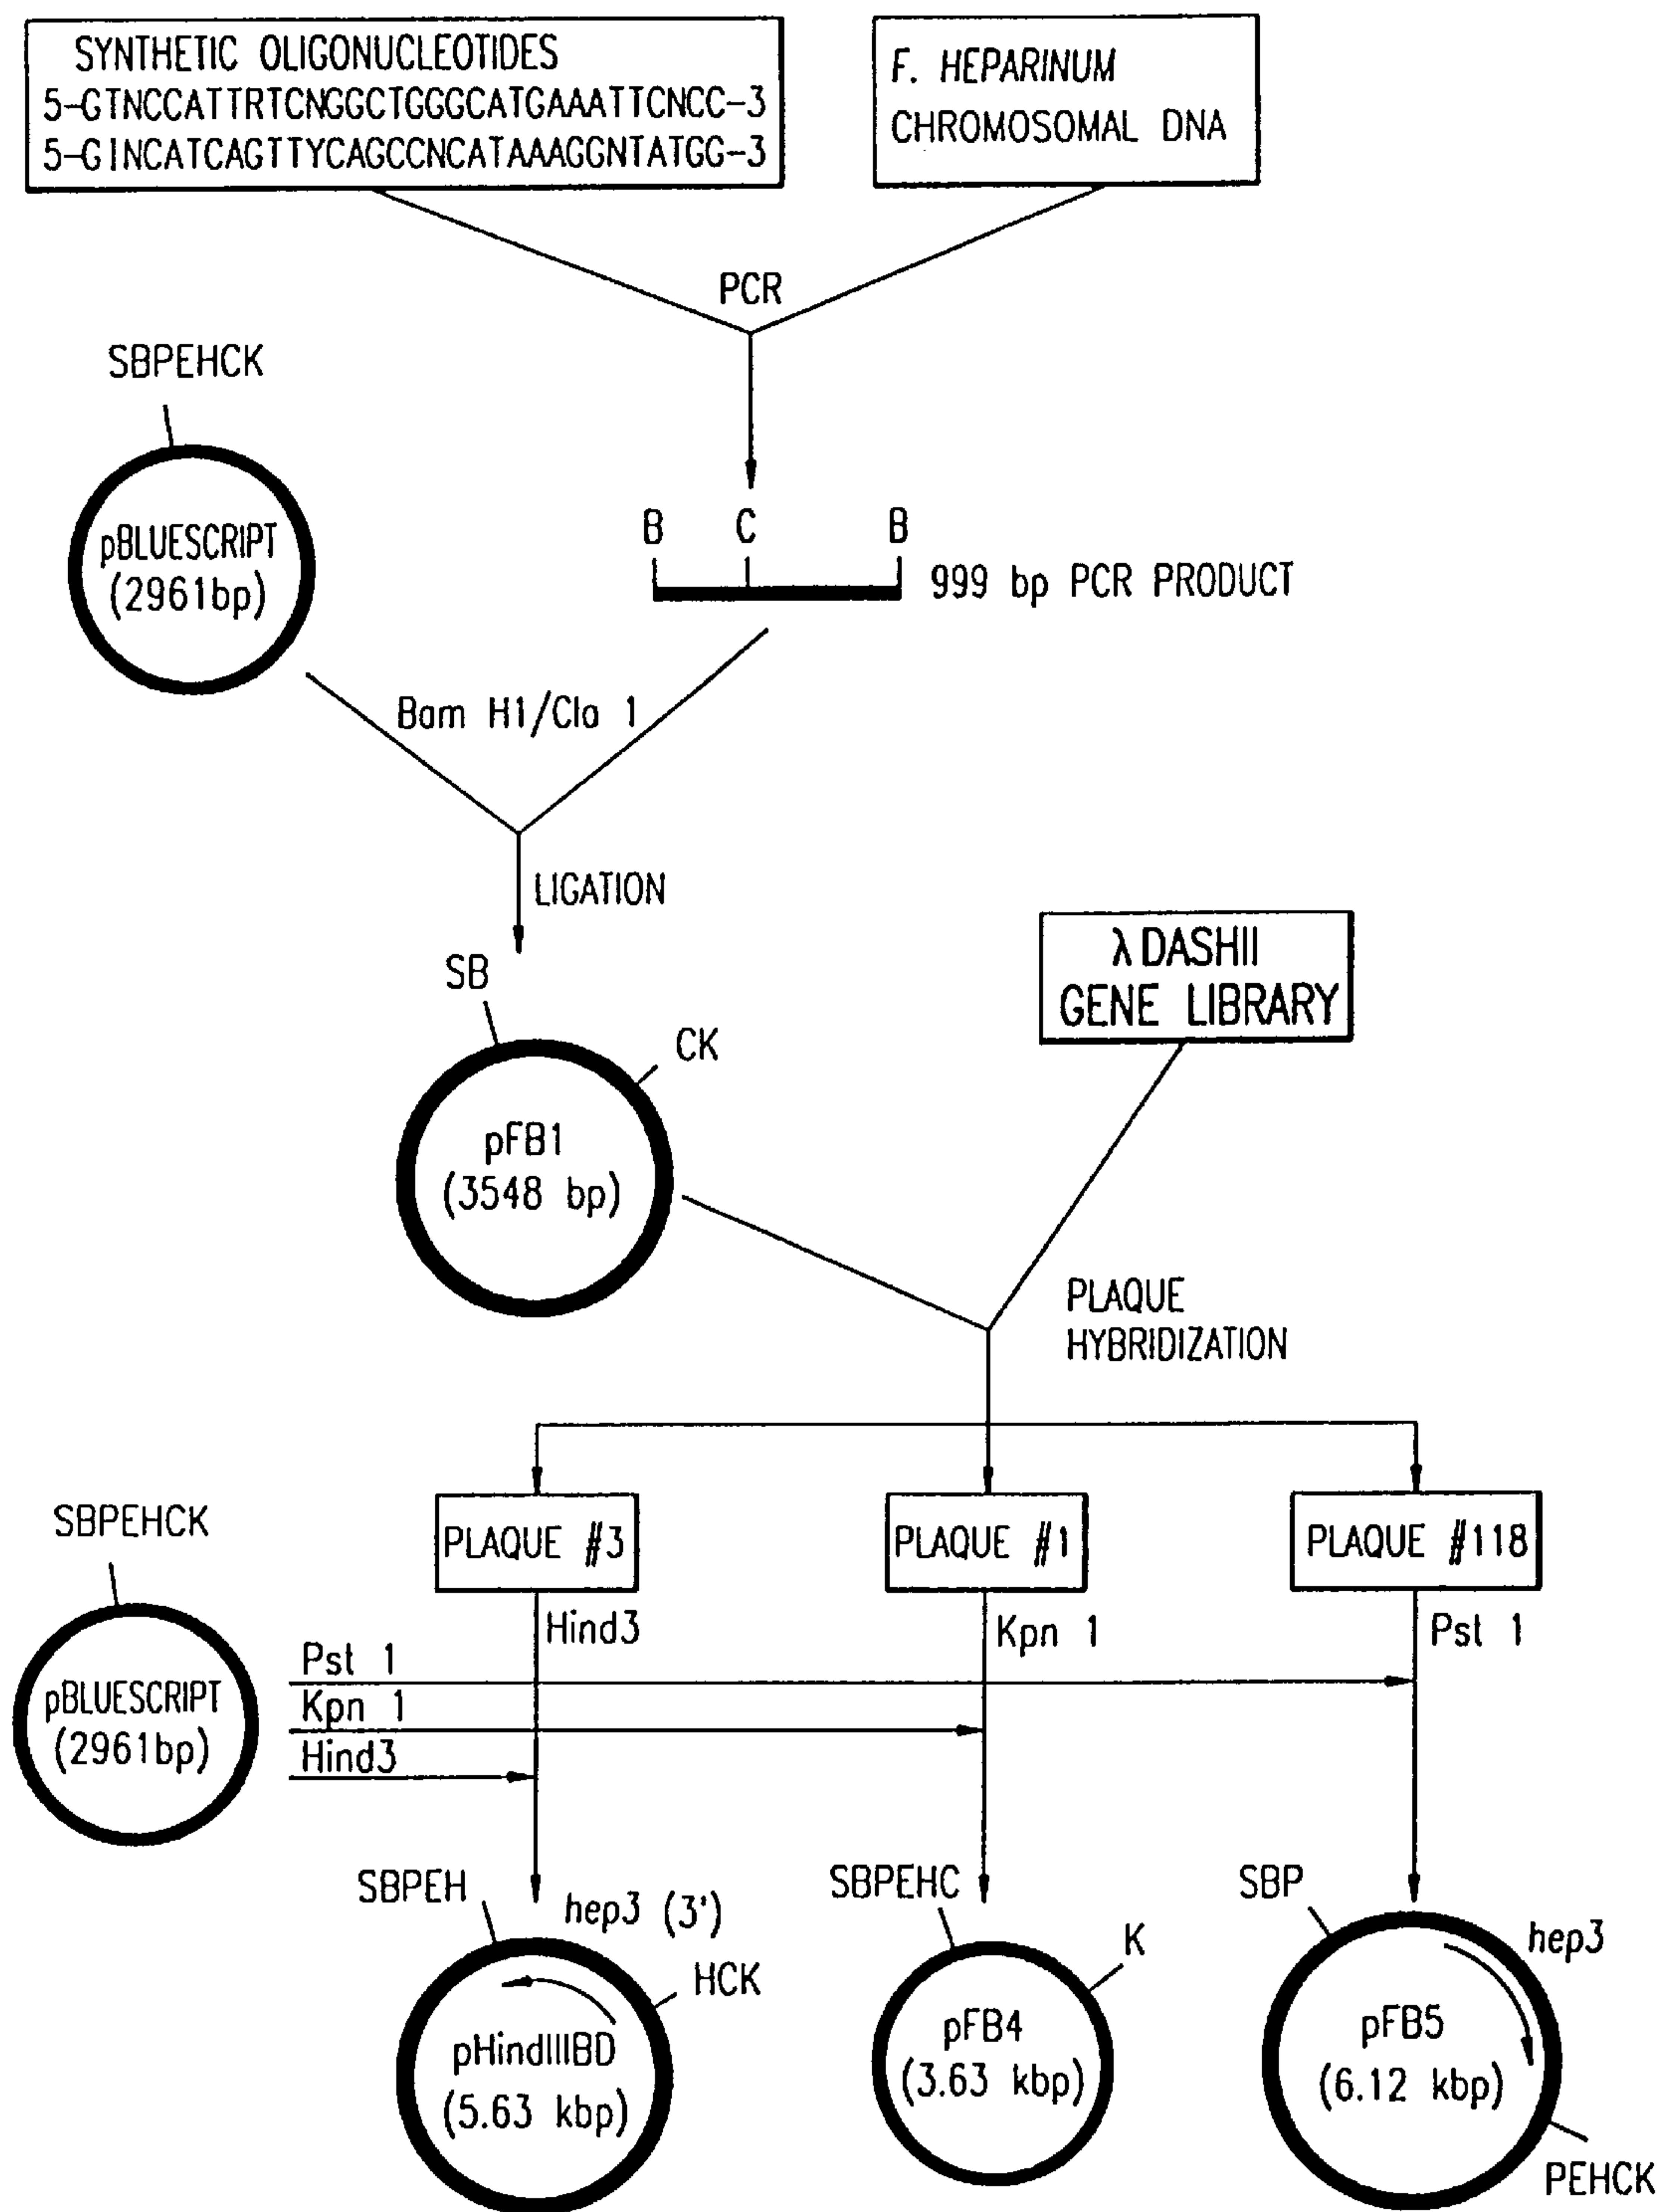 SYNTHETIC OLIGONUCLEOTIDES
5-GTNCCATTRTCNGGCTGGGCATGAAATTCNCC-3
5-GINCATCAGTTYCAGCCNCATAAAGGNTATGG-3
F. HEPARINUM
CHROMOSOMAL DNA
PCR
SBPEHCK
pBLUESCRIPT
(2961bp)
B C B
999 bp PCR PRODUCT
Bam H1/Cla 1
LIGATION
SB
CK
pFB1
(3548 bp)
λDASHII
GENE LIBRARY
PLAQUE
HYBRIDIZATION
PLAQUE #3
PLAQUE #1
PLAQUE #118
SBPEHCK
pBLUESCRIPT
(2961bp)
Hind3
Kpn 1
Pst 1
Pst 1
Kpn 1
Hind3
SBPEH
hep3 (3')
HCK
pHindIIIBD
(5.63 kbp)
SBPEHC
K
pFB4
(3.63 kbp)
SBP
hep3
pFB5
(6.12 kbp)
PEHCK